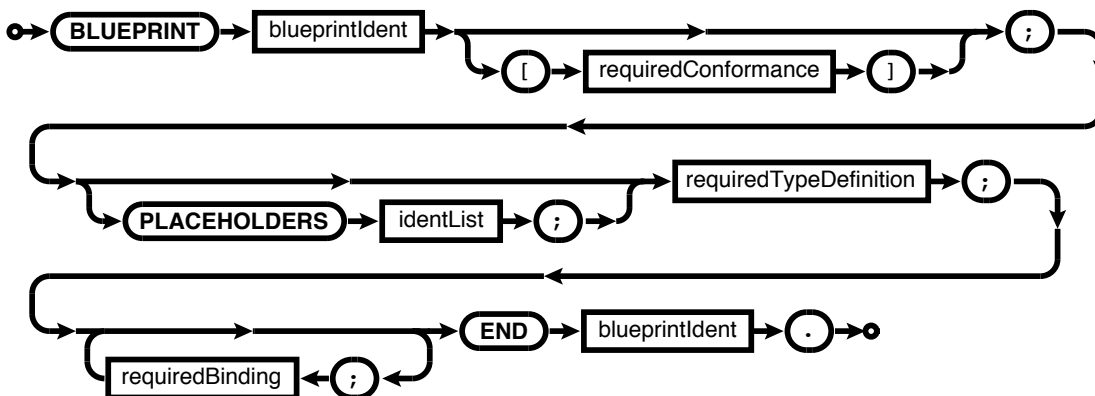 BLUEPRINT blueprintIdent ;
[ requiredConformance ]
requiredTypeDefinition ;
PLACEHOLDERS identList ;
END blueprintIdent .
requiredBinding ;